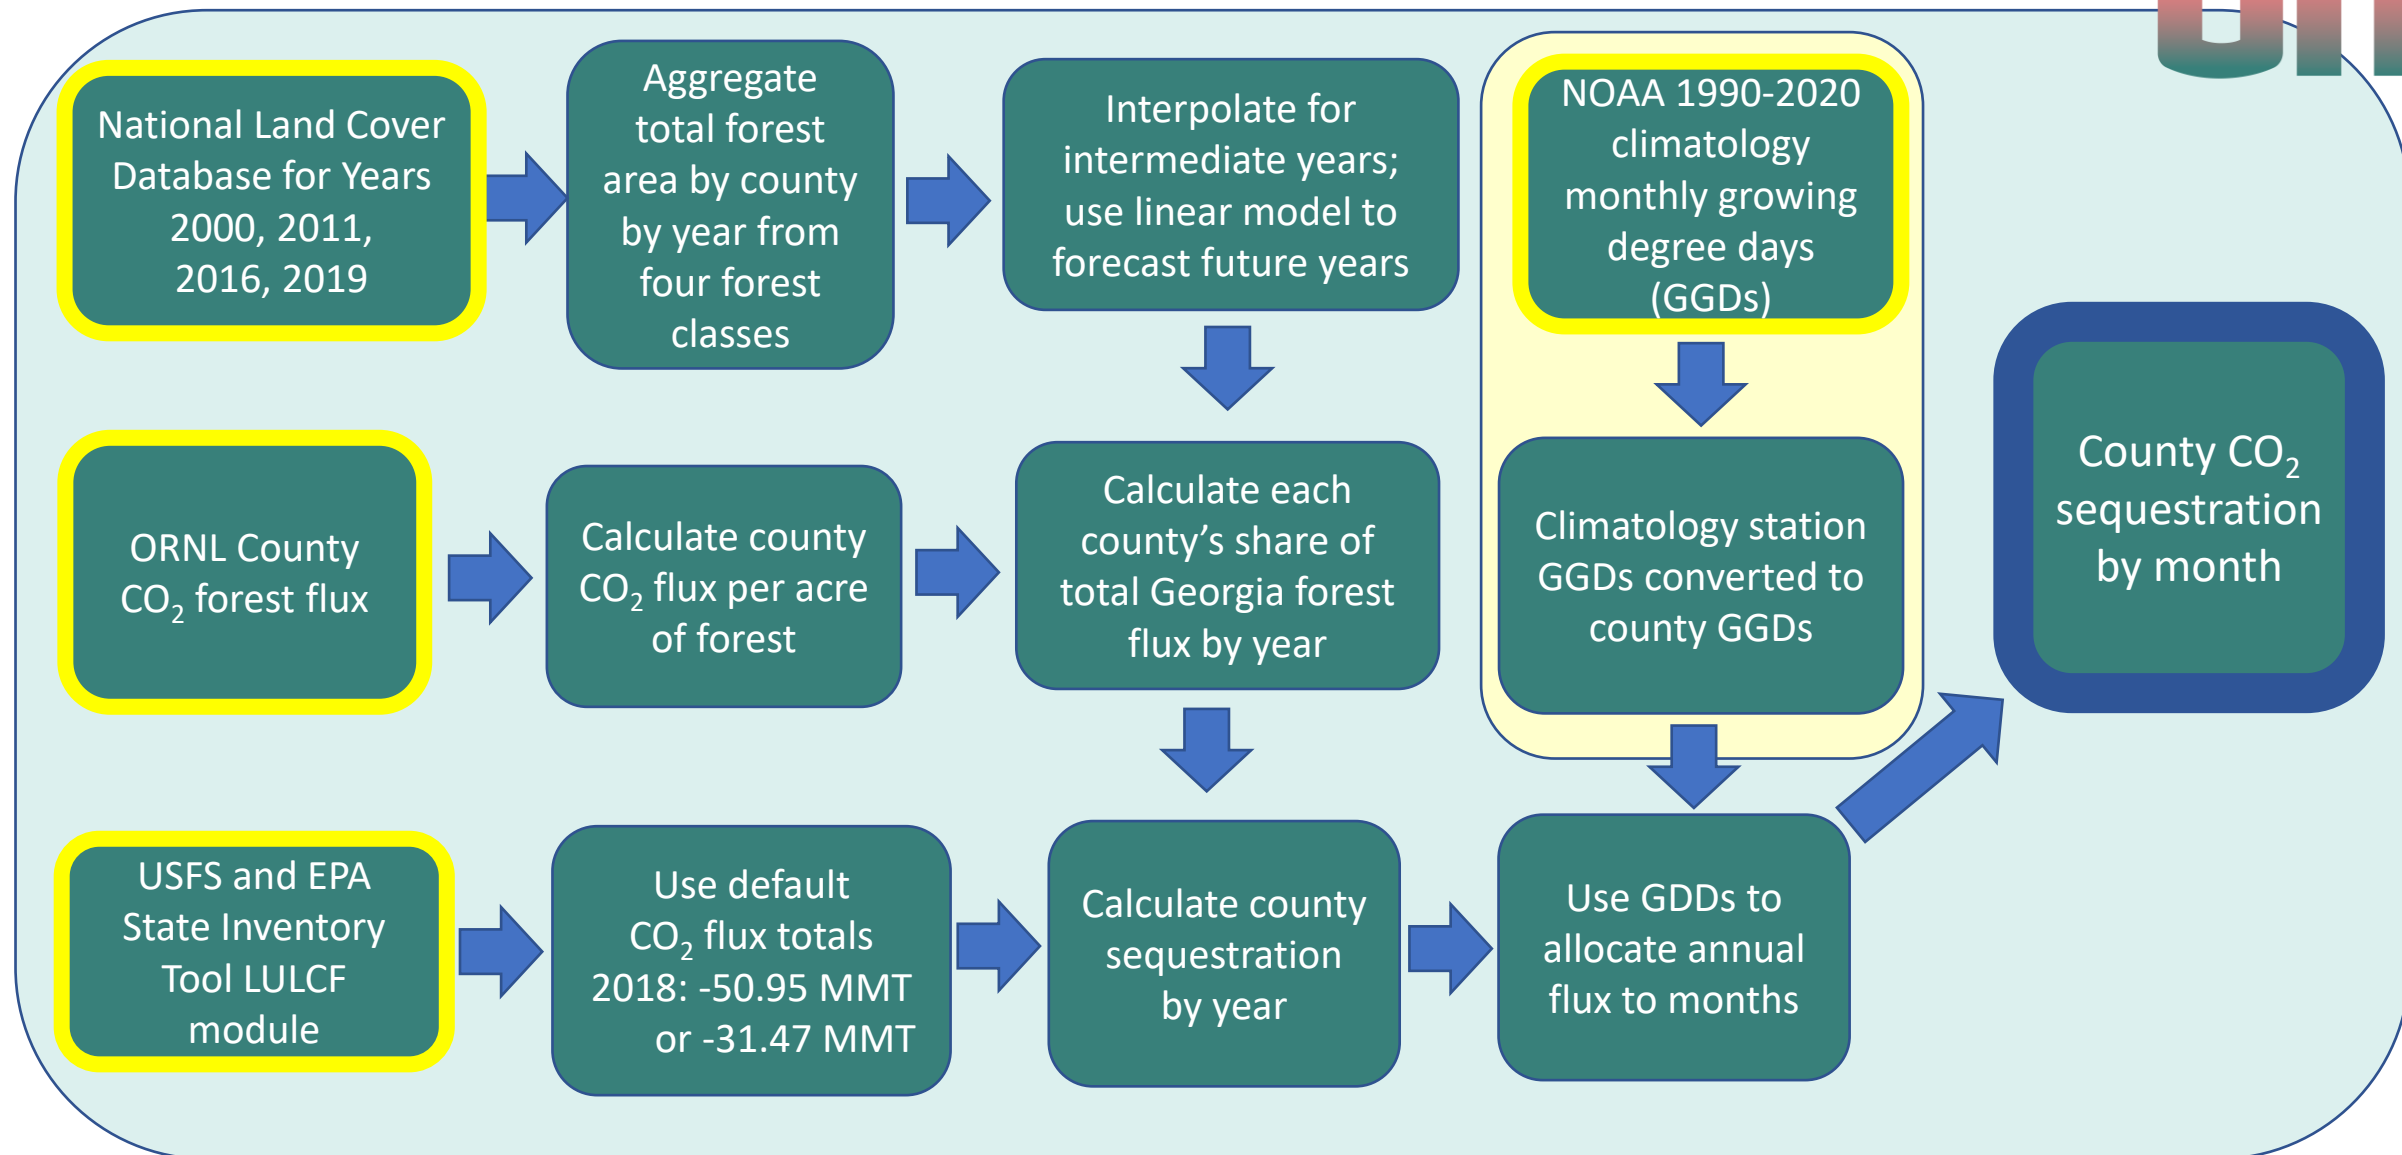 National Land Cover
Database for Years
2000, 2011,
2016, 2019
Aggregate
total forest
area by county
by year from
four forest
classes
Interpolate for
intermediate years;
use linear model to
forecast future years
NOAA 1990-2020
climatology
monthly growing
degree days
(GGDs)
ORNL County
CO₂ forest flux
Calculate county
CO₂ flux per acre
of forest
Calculate each
county’s share of
total Georgia forest
flux by year
Climatology station
GGDs converted to
county GGDs
County CO₂
sequestration
by month
USFS and EPA
State Inventory
Tool LULCF
module
Use default
CO₂ flux totals
2018: -50.95 MMT
or -31.47 MMT
Calculate county
sequestration
by year
Use GDDs to
allocate annual
flux to months